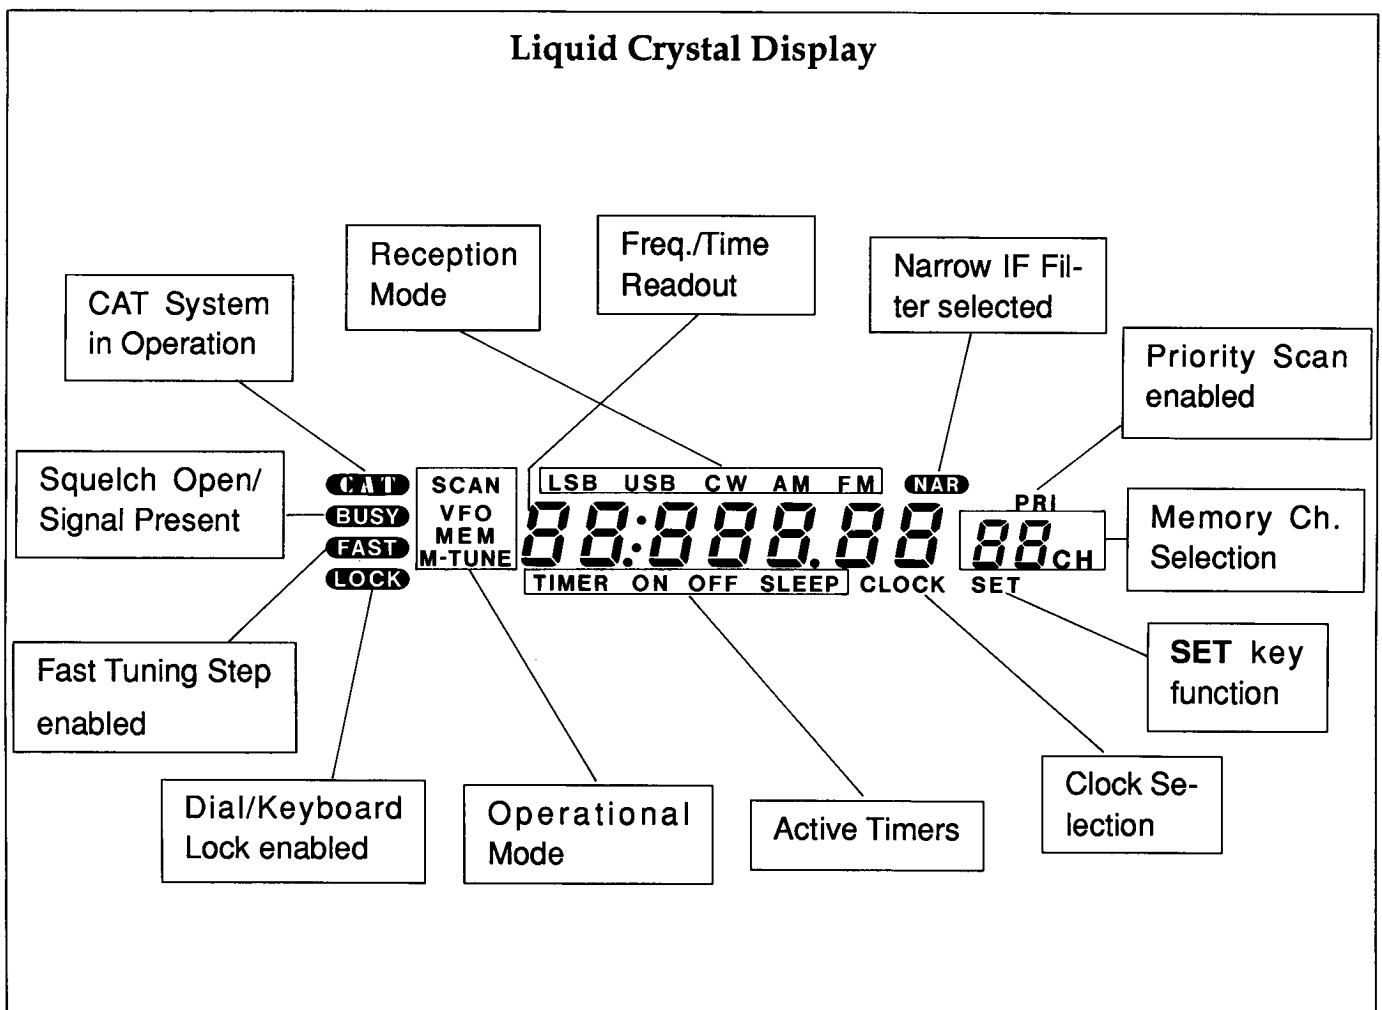 Liquid Crystal Display
Reception
Mode
Freq./Time
Readout
Narrow IF Fil-
ter selected
CAT System
in Operation
Priority Scan
enabled
Squelch Open/
Signal Present
CAT
BUSY
FAST
LOCK
SCAN
VFO
MEM
M-TUNE
LSB USB CW AM FM
NAR
PRI
88:888.88
88 CH
TIMER ON OFF SLEEP CLOCK SET
Memory Ch.
Selection
Fast Tuning Step
enabled
SET key
function
Dial/Keyboard
Lock enabled
Operational
Mode
Active Timers
Clock Se-
lection